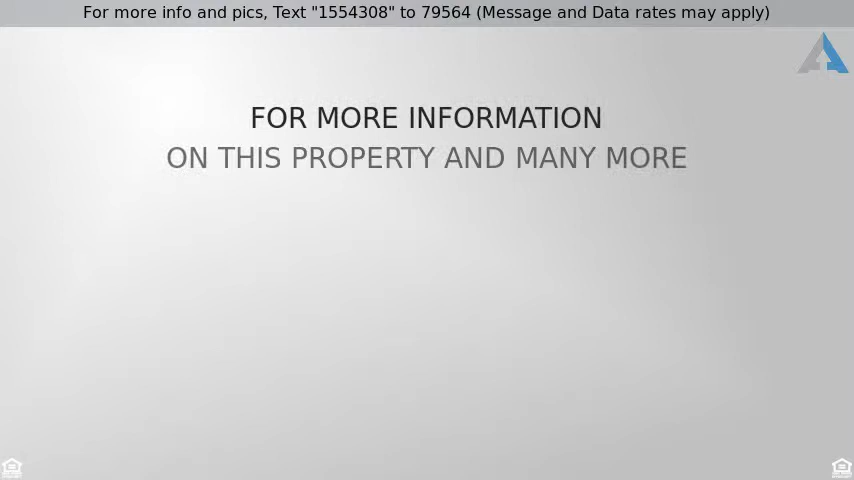 For more info and pics, Text "1554308" to 79564 (Message and Data rates may apply)
FOR MORE INFORMATION
ON THIS PROPERTY AND MANY MORE